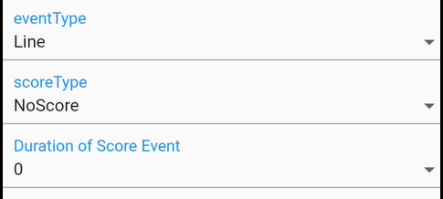 eventType
Line
scoreType
NoScore
Duration of Score Event
0